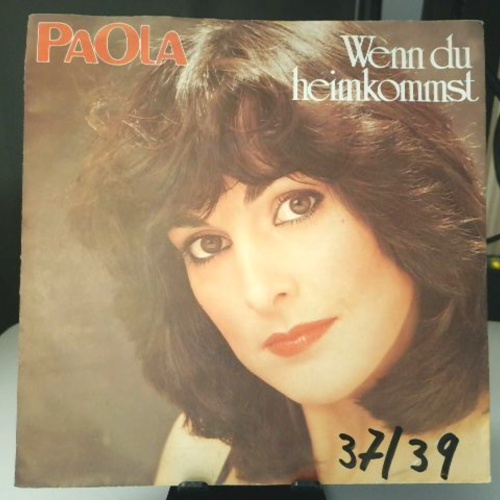 PAOLA
Wenn du
heimkommst
37/39